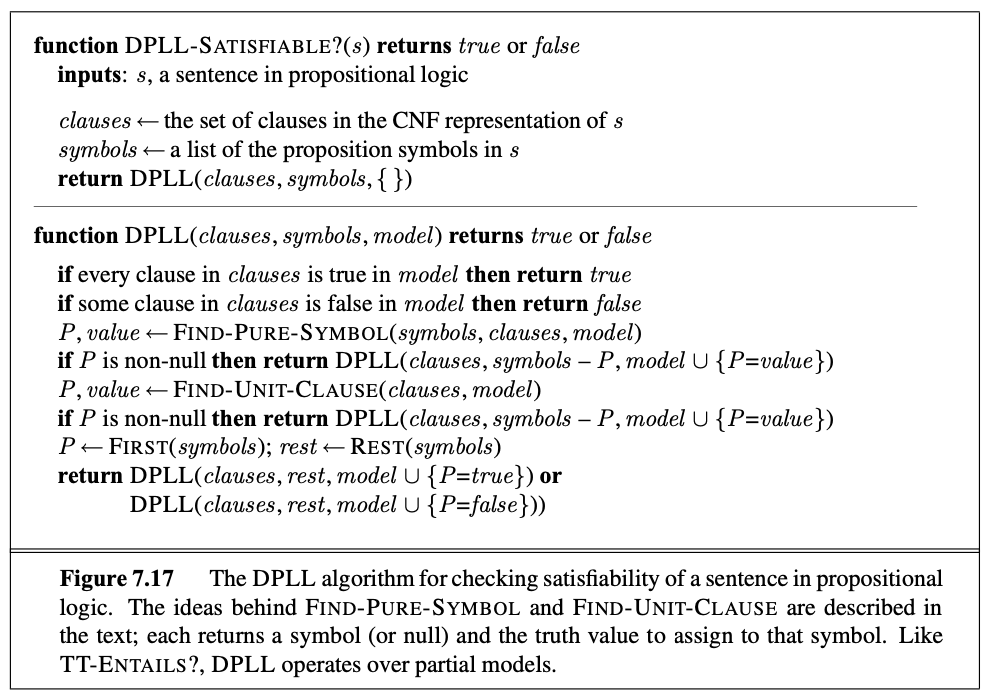 function DPLL-SATISFIABLE?(s) returns true or false
inputs: s, a sentence in propositional logic
clauses ← the set of clauses in the CNF representation of s
symbols ← a list of the proposition symbols in s
return DPLL(clauses, symbols, { })
function DPLL(clauses, symbols, model) returns true or false
if every clause in clauses is true in model then return true
if some clause in clauses is false in model then return false
P, value ← FIND-PURE-SYMBOL(symbols, clauses, model)
if P is non-null then return DPLL(clauses, symbols – P, model ∪ {P=value})
P, value ← FIND-UNIT-CLAUSE(clauses, model)
if P is non-null then return DPLL(clauses, symbols – P, model ∪ {P=value})
P ← FIRST(symbols); rest ← REST(symbols)
return DPLL(clauses, rest, model ∪ {P=true}) or
DPLL(clauses, rest, model ∪ {P=false}))
Figure 7.17 The DPLL algorithm for checking satisfiability of a sentence in propositional
logic. The ideas behind FIND-PURE-SYMBOL and FIND-UNIT-CLAUSE are described in
the text; each returns a symbol (or null) and the truth value to assign to that symbol. Like
TT-ENTAILS?, DPLL operates over partial models.